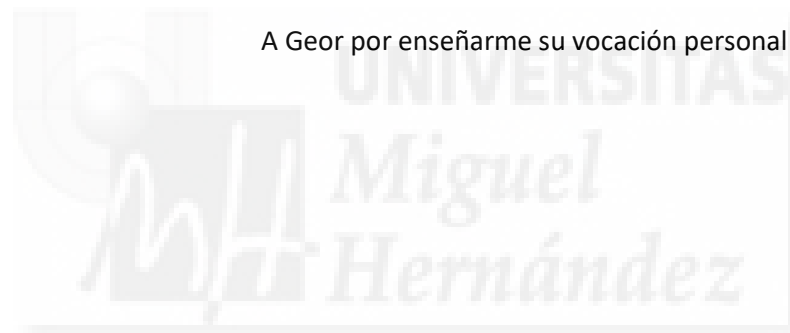 A Geor por enseñarme su vocación personal
UNIVERSITAS
Miguel
Hernández